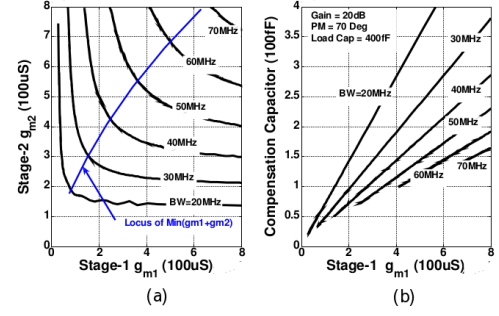 Stage-2 gm2 (100uS)
8
7
6
5
4
3
2
1
0
70MHz
60MHz
50MHz
40MHz
30MHz
BW=20MHz
Locus of Min(gm1+gm2)
0 2 4 6 8
Stage-1 gm1 (100uS)
(a)
Compensation Capacitor (100fF)
4
3.5
3
2.5
2
1.5
1
0.5
0
Gain = 20dB
PM = 70 Deg
Load Cap = 400fF
30MHz
BW=20MHz
40MHz
50MHz
60MHz
70MHz
0 2 4 6 8
Stage-1 gm1 (100uS)
(b)